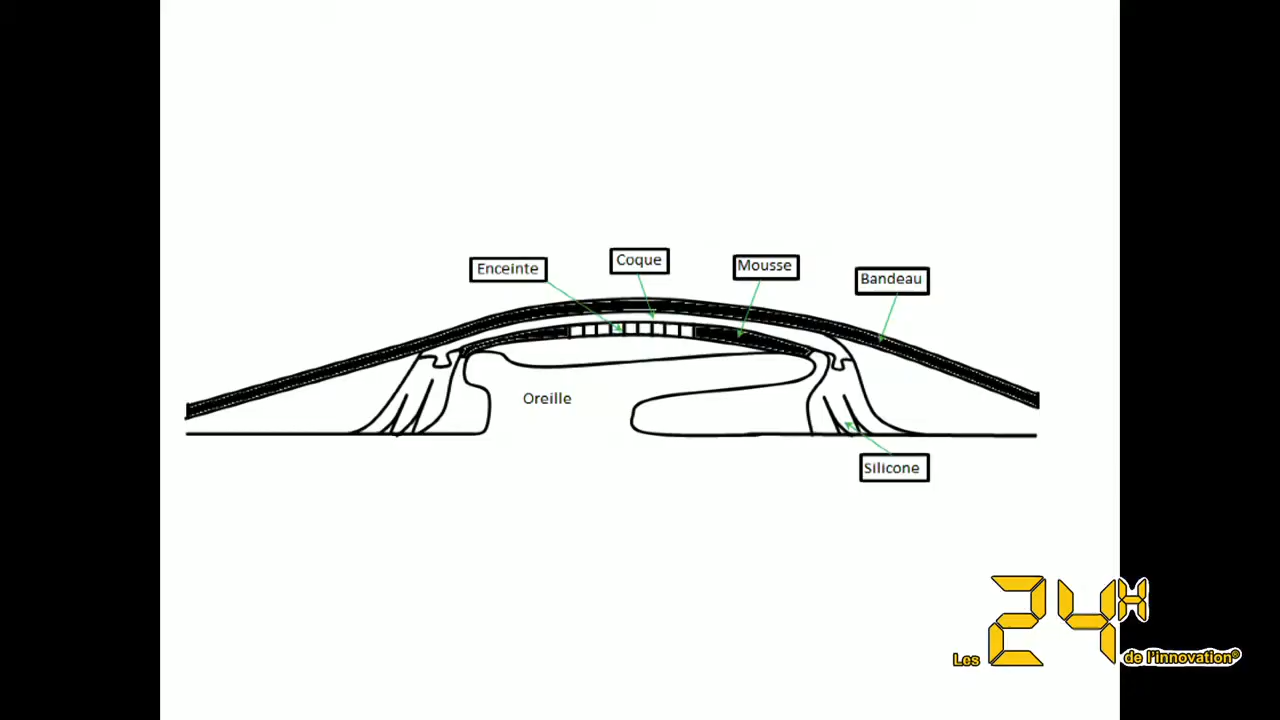 Enceinte
Coque
Mousse
Bandeau
Oreille
Silicone
Les 24H de l'innovation®